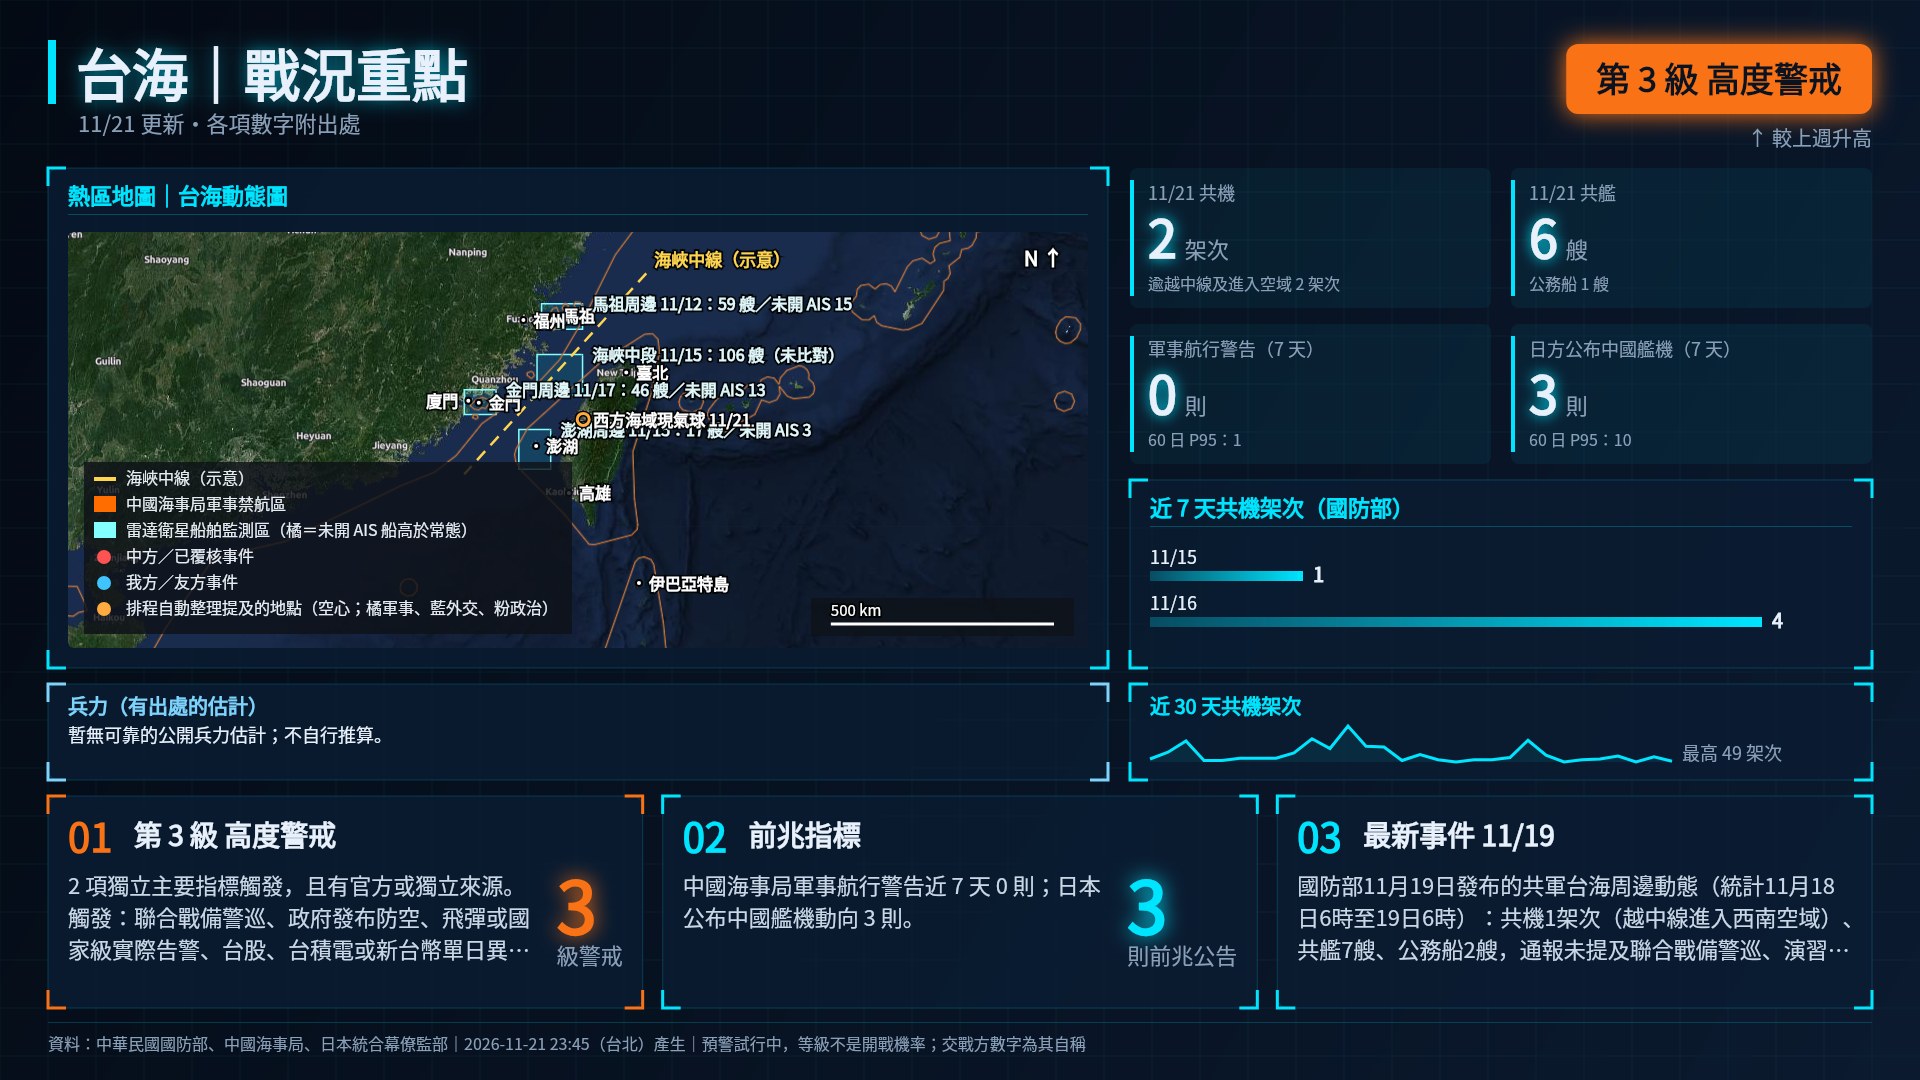 台海｜戰況重點
11/21 更新・各項數字附出處
第 3 級 高度警戒
↑ 較上週升高
熱區地圖｜台海動態圖
en
Shaoyang
Nanping
海峽中線（示意）
N ↑
馬祖周邊 11/12：59 艘／未開 AIS 15
福州
馬祖
海峽中段 11/15：106 艘（未比對）
Guilin
Shaoguan
Quanzhou
臺北
金門周邊 11/17：46 艘／未開 AIS 13
廈門
金門
西方海域現氣球 11/21
澎湖周邊 11/15：17 艘／未開 AIS 3
Heyuan
Jieyang
澎湖
高雄
海峽中線（示意）
中國海事局軍事禁航區
雷達衛星船舶監測區（橘＝未開 AIS 船高於常態）
中方／已覆核事件
我方／友方事件
排程自動整理提及的地點（空心；橘軍事、藍外交、粉政治）
伊巴亞特島
500 km
11/21 共機
2 架次
逾越中線及進入空域 2 架次
11/21 共艦
6 艘
公務船 1 艘
軍事航行警告（7 天）
0 則
60 日 P95：1
日方公布中國艦機（7 天）
3 則
60 日 P95：10
近 7 天共機架次（國防部）
11/15
1
11/16
4
兵力（有出處的估計）
暫無可靠的公開兵力估計；不自行推算。
近 30 天共機架次
最高 49 架次
01 第 3 級 高度警戒
2 項獨立主要指標觸發，且有官方或獨立來源。
觸發：聯合戰備警巡、政府發布防空、飛彈或國
家級實際告警、台股、台積電或新台幣單日異…
3
級警戒
02 前兆指標
中國海事局軍事航行警告近 7 天 0 則；日本
公布中國艦機動向 3 則。
3
則前兆公告
03 最新事件 11/19
國防部11月19日發布的共軍台海周邊動態（統計11月18
日6時至19日6時）：共機1架次（越中線進入西南空域）、
共艦7艘、公務船2艘，通報未提及聯合戰備警巡、演習…
資料：中華民國國防部、中國海事局、日本統合幕僚監部｜2026-11-21 23:45（台北）產生｜預警試行中，等級不是開戰機率；交戰方數字為其自稱